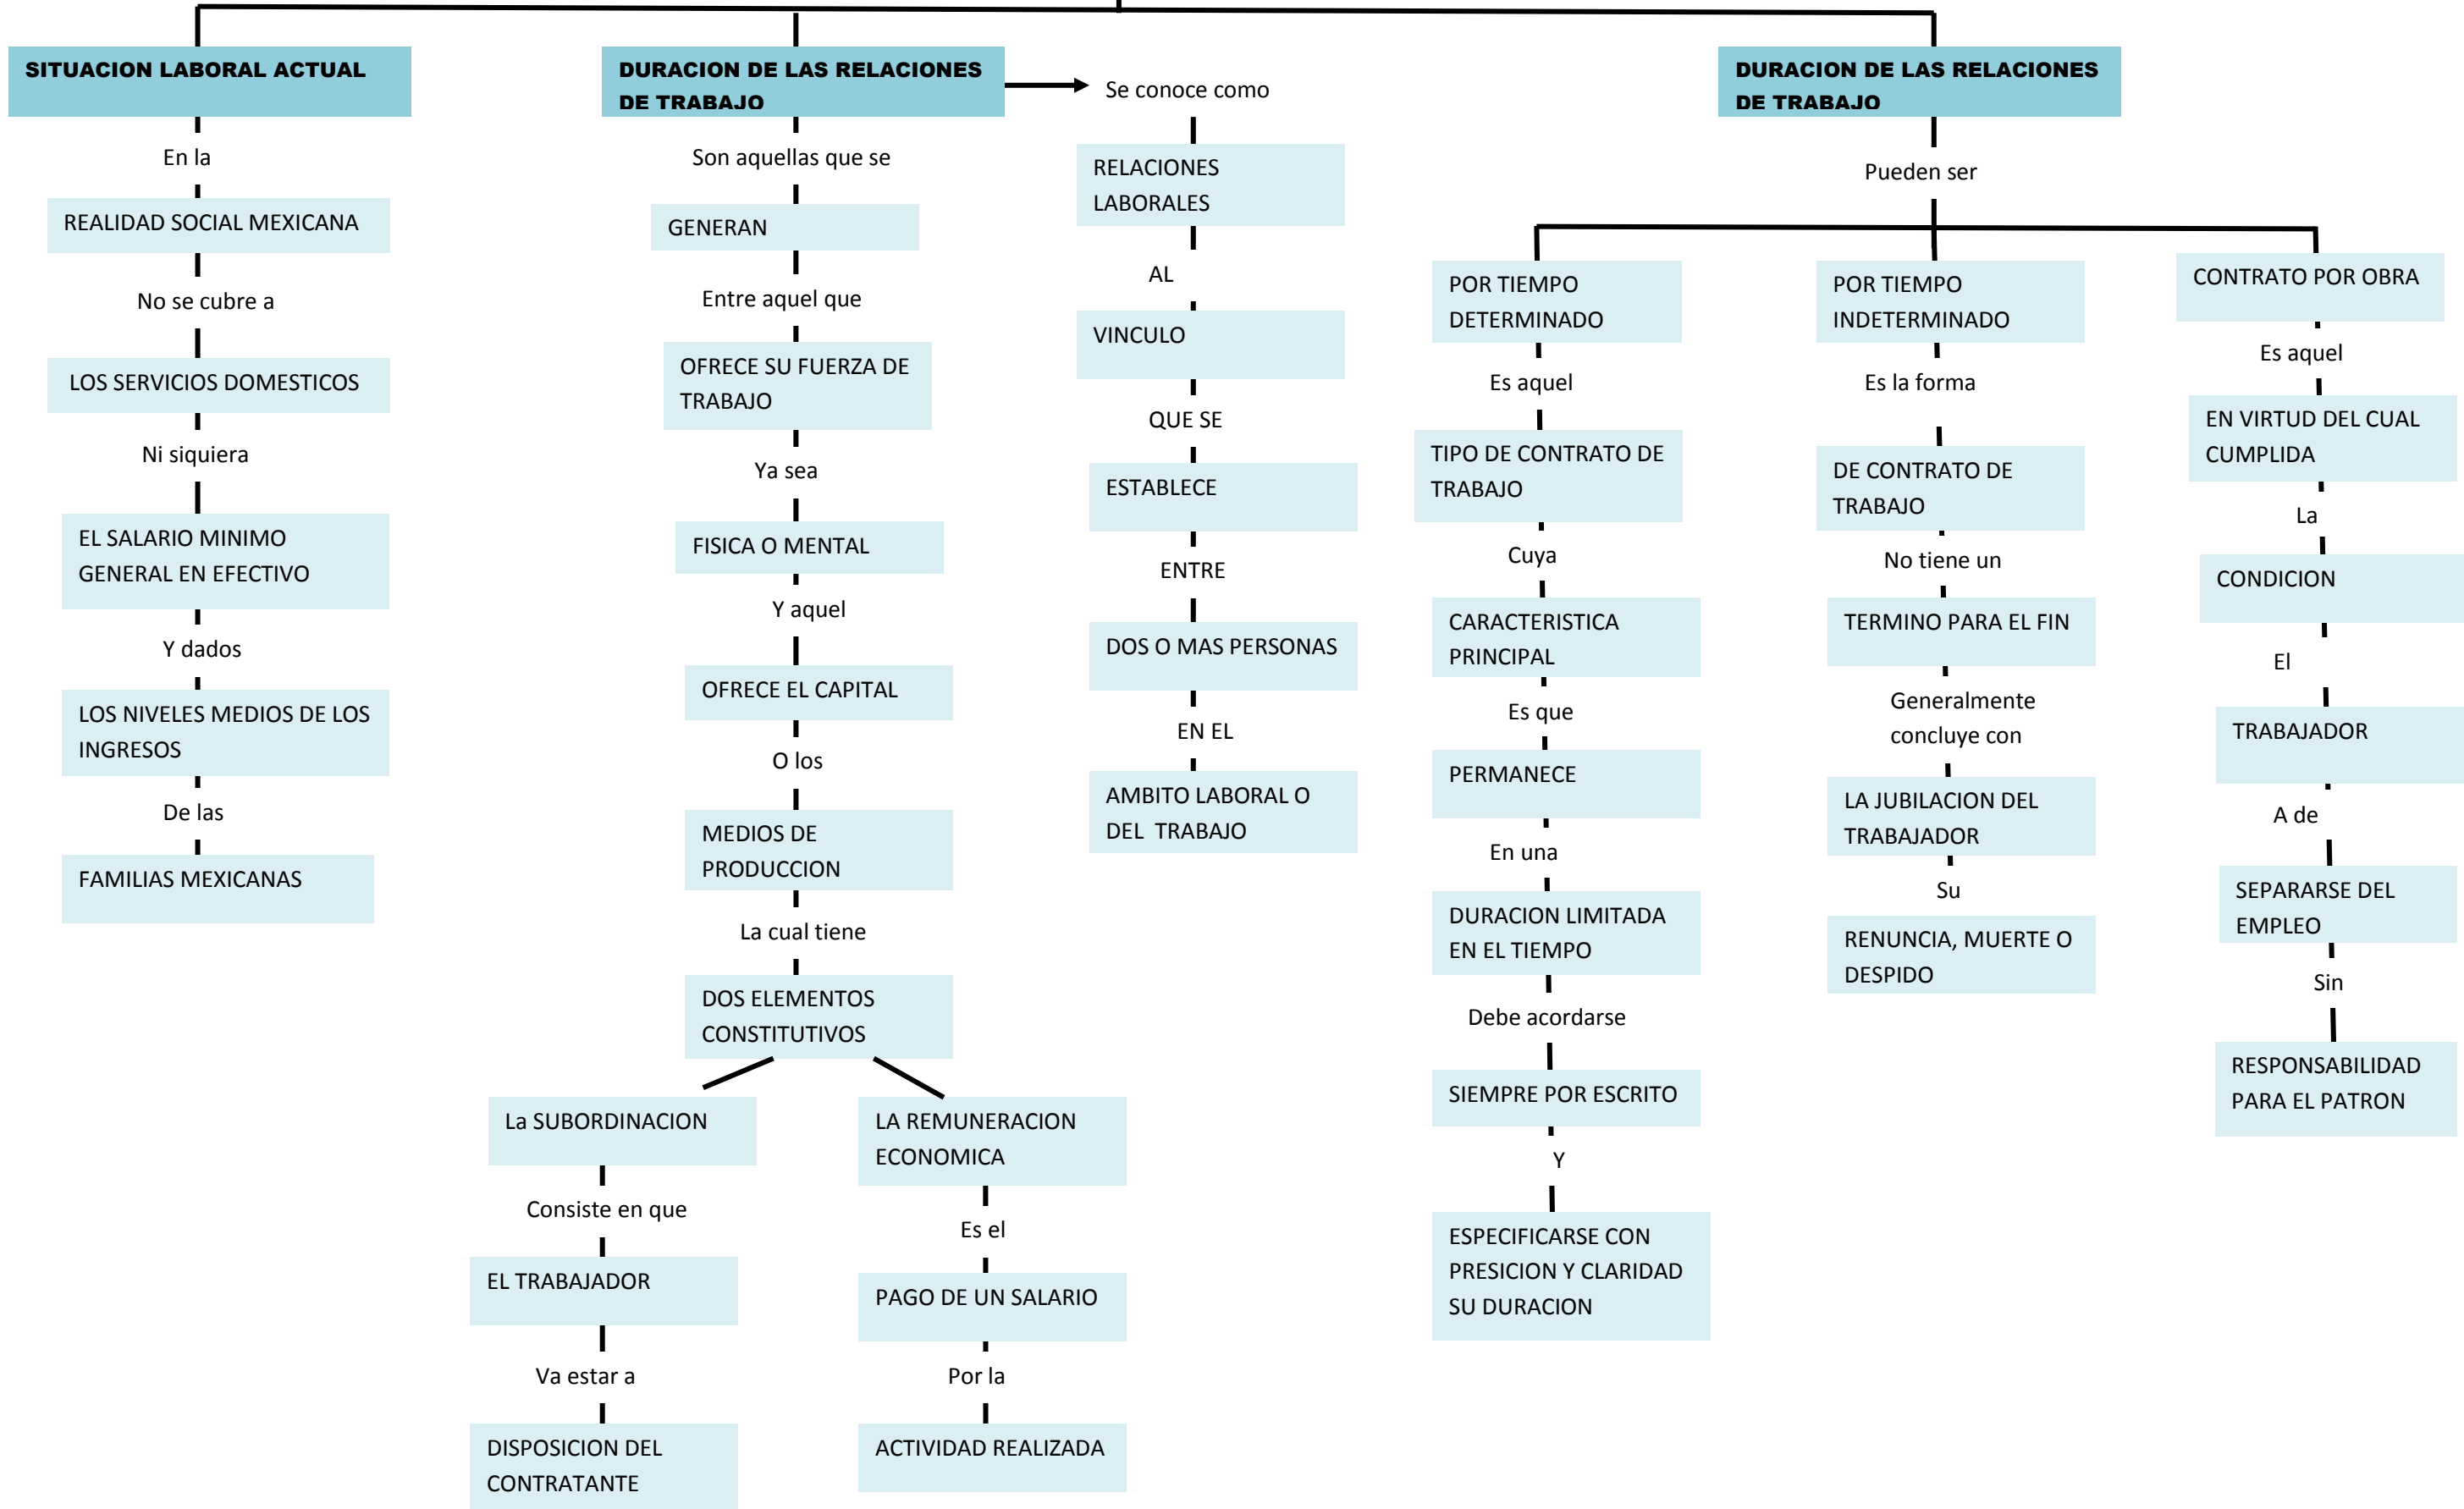 SITUACION LABORAL ACTUAL
En la
REALIDAD SOCIAL MEXICANA
No se cubre a
LOS SERVICIOS DOMESTICOS
Ni siquiera
EL SALARIO MINIMO
GENERAL EN EFECTIVO
Y dados
LOS NIVELES MEDIOS DE LOS
INGRESOS
De las
FAMILIAS MEXICANAS
DURACION DE LAS RELACIONES
DE TRABAJO
Son aquellas que se
GENERAN
Entre aquel que
OFRECE SU FUERZA DE
TRABAJO
Ya sea
FISICA O MENTAL
Y aquel
OFRECE EL CAPITAL
O los
MEDIOS DE
PRODUCCION
La cual tiene
DOS ELEMENTOS
CONSTITUTIVOS
La SUBORDINACION
Consiste en que
EL TRABAJADOR
Va estar a
DISPOSICION DEL
CONTRATANTE
LA REMUNERACION
ECONOMICA
Es el
PAGO DE UN SALARIO
Por la
ACTIVIDAD REALIZADA
Se conoce como
RELACIONES
LABORALES
AL
VINCULO
QUE SE
ESTABLECE
ENTRE
DOS O MAS PERSONAS
EN EL
AMBITO LABORAL O
DEL TRABAJO
DURACION DE LAS RELACIONES
DE TRABAJO
Pueden ser
POR TIEMPO
DETERMINADO
Es aquel
TIPO DE CONTRATO DE
TRABAJO
Cuya
CARACTERISTICA
PRINCIPAL
Es que
PERMANECE
En una
DURACION LIMITADA
EN EL TIEMPO
Debe acordarse
SIEMPRE POR ESCRITO
Y
ESPECIFICARSE CON
PRESICION Y CLARIDAD
SU DURACION
POR TIEMPO
INDETERMINADO
Es la forma
DE CONTRATO DE
TRABAJO
No tiene un
TERMINO PARA EL FIN
Generalmente
concluye con
LA JUBILACION DEL
TRABAJADOR
Su
RENUNCIA, MUERTE O
DESPIDO
CONTRATO POR OBRA
Es aquel
EN VIRTUD DEL CUAL
CUMPLIDA
La
CONDICION
El
TRABAJADOR
A de
SEPARARSE DEL
EMPLEO
Sin
RESPONSABILIDAD
PARA EL PATRON